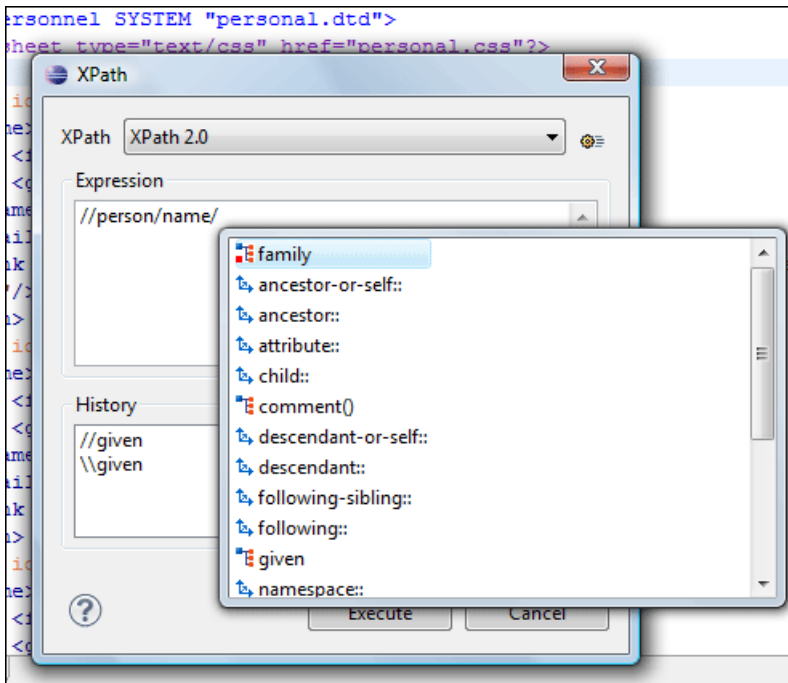 ersonnel SYSTEM "personal.dtd">
sheet type="text/css" href="personal.css"?>
XPath
XPath XPath 2.0
Expression
//person/name/
family
ancestor-or-self::
ancestor::
attribute::
child::
comment()
descendant-or-self::
descendant::
following-sibling::
following::
given
namespace::
History
//given
\\given
?
Execute Cancel